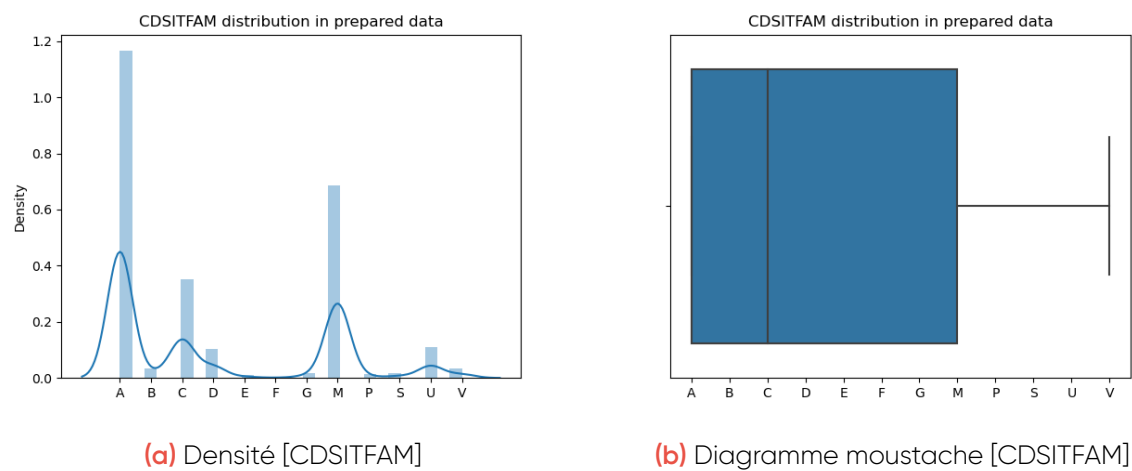 CDSITFAM distribution in prepared data
1.2
1.0
0.8
0.6
0.4
0.2
0.0
Density
A B C D E F G M P S U V
(a) Densité [CDSITFAM]
CDSITFAM distribution in prepared data
A B C D E F G M P S U V
(b) Diagramme moustache [CDSITFAM]